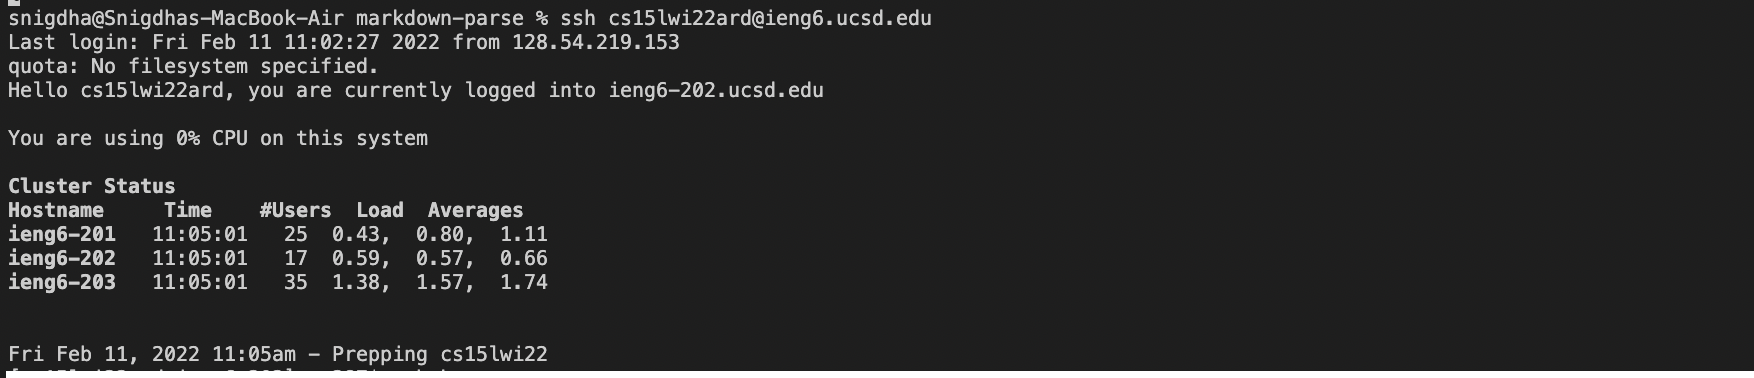 snigdha@Snigdhas-MacBook-Air markdown-parse % ssh cs15lwi22ard@ieng6.ucsd.edu
Last login: Fri Feb 11 11:02:27 2022 from 128.54.219.153
quota: No filesystem specified.
Hello cs15lwi22ard, you are currently logged into ieng6-202.ucsd.edu
You are using 0% CPU on this system
Cluster Status
Hostname     Time    #Users  Load  Averages
ieng6-201   11:05:01   25  0.43,  0.80,  1.11
ieng6-202   11:05:01   17  0.59,  0.57,  0.66
ieng6-203   11:05:01   35  1.38,  1.57,  1.74
Fri Feb 11, 2022 11:05am - Prepping cs15lwi22